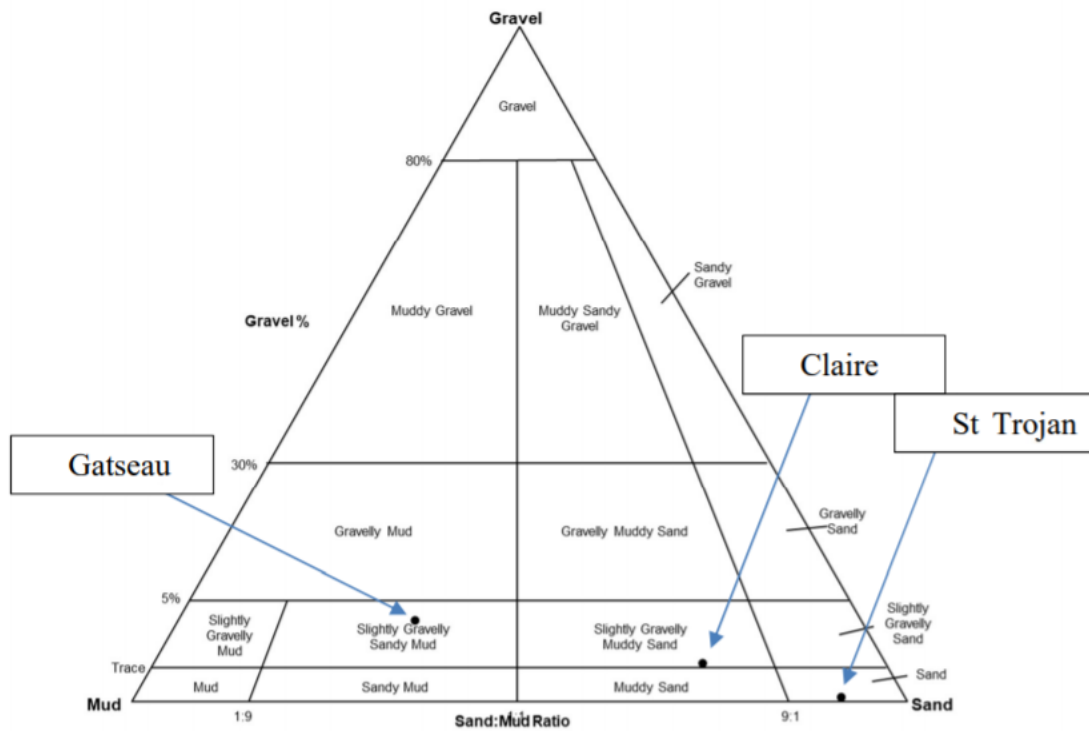 Gravel
Gravel
80%
Sandy
Gravel
Muddy Gravel
Muddy Sandy
Gravel
Gravel %
Claire
St Trojan
Gatseau
30%
Gravelly Mud
Gravelly Muddy Sand
Gravelly
Sand
5%
Slightly
Gravelly
Mud
Slightly Gravelly
Sandy Mud
Slightly Gravelly
Muddy Sand
Slightly
Gravelly
Sand
Trace
Mud
Sandy Mud
Muddy Sand
Sand
Mud
Sand
1:9
9:1
Sand:Mud Ratio